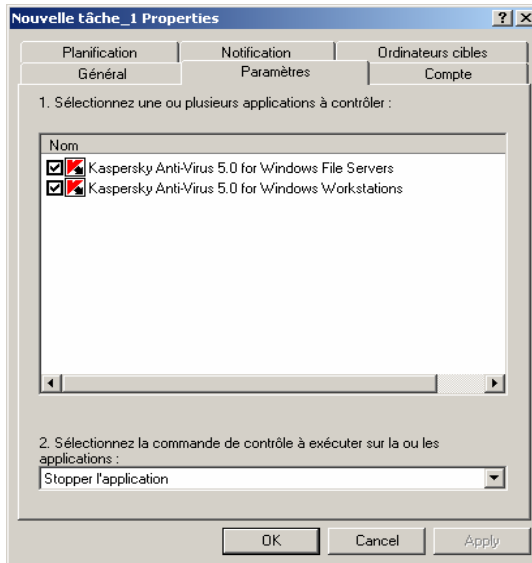 Nouvelle tâche_1 Properties
Planification Notification Ordinateurs cibles
Général Paramètres Compte
1. Sélectionnez une ou plusieurs applications à contrôler :
Nom
Kaspersky Anti-Virus 5.0 for Windows File Servers
Kaspersky Anti-Virus 5.0 for Windows Workstations
2. Sélectionnez la commande de contrôle à exécuter sur la ou les
applications :
Stopper l'application
OK Cancel Apply